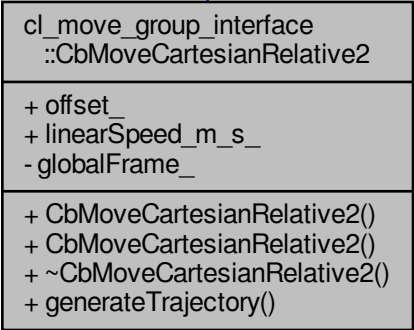 cl_move_group_interface
::CbMoveCartesianRelative2
+ offset_
+ linearSpeed_m_s_
- globalFrame_
+ CbMoveCartesianRelative2()
+ CbMoveCartesianRelative2()
+ ~CbMoveCartesianRelative2()
+ generateTrajectory()